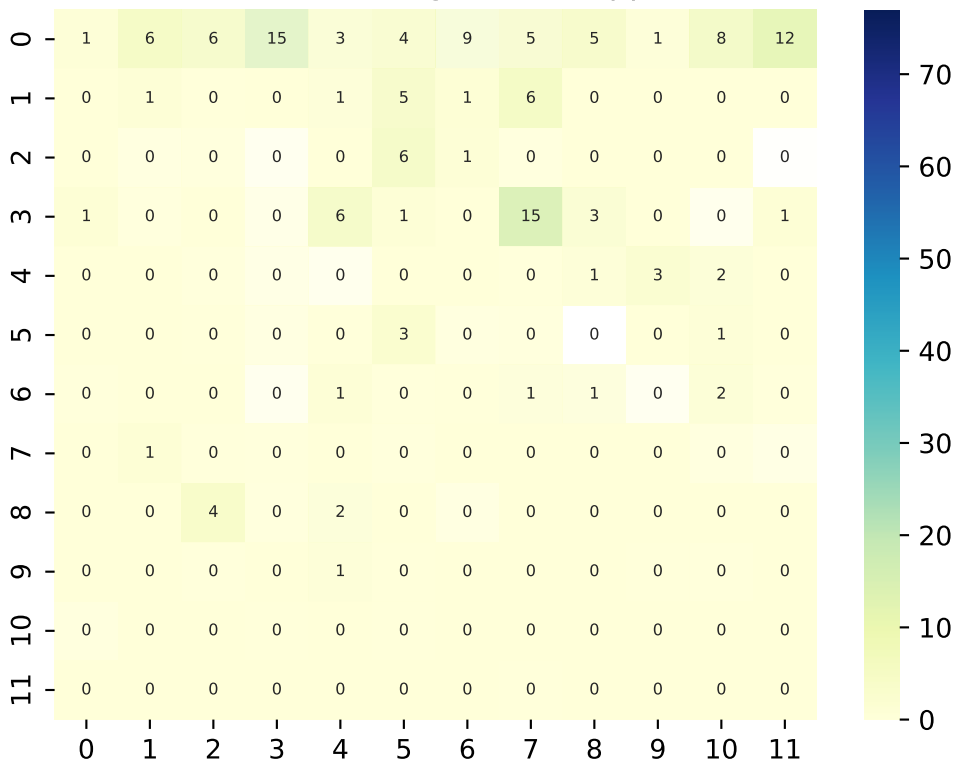 0 1 6 6 15 3 4 9 5 5 1 8 12
1 0 1 0 0 1 5 1 6 0 0 0 0 70
2 0 0 0 0 0 6 1 0 0 0 0 0 60
3 1 0 0 0 6 1 0 15 3 0 0 1 50
4 0 0 0 0 0 0 0 0 1 3 2 0
5 0 0 0 0 0 3 0 0 0 0 1 0 40
6 0 0 0 0 1 0 0 1 1 0 2 0 30
7 0 1 0 0 0 0 0 0 0 0 0 0
8 0 0 4 0 2 0 0 0 0 0 0 0 20
9 0 0 0 0 1 0 0 0 0 0 0 0
10 0 0 0 0 0 0 0 0 0 0 0 0 10
11 0 0 0 0 0 0 0 0 0 0 0 0 0
0 1 2 3 4 5 6 7 8 9 10 11